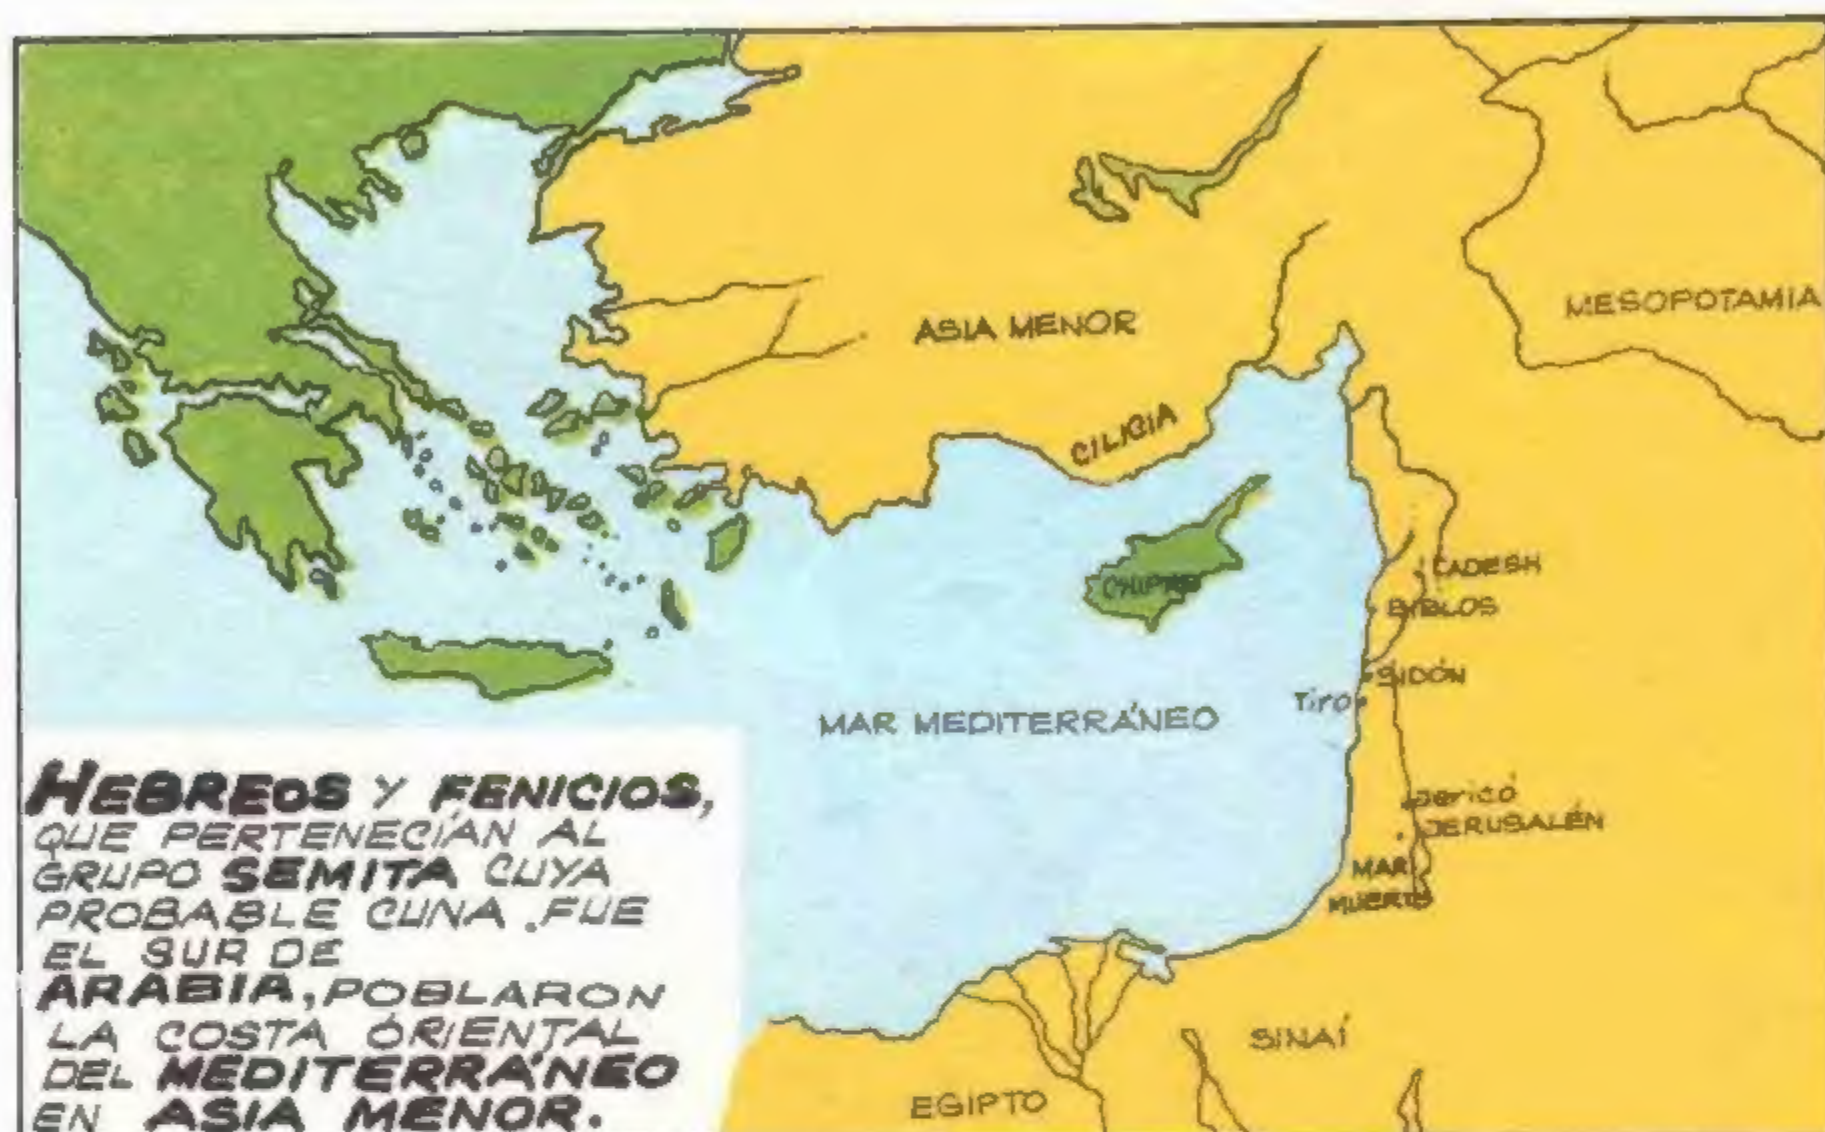 ASIA MENOR
MESOPOTAMIA
CILICIA
CHIPRE
CADESH
BIBLOS
SIDÓN
Tiro
MAR MEDITERRÁNEO
Jericó
JERUSALÉN
MAR
MUERTO
SINAÍ
EGIPTO
HEBREOS Y FENICIOS,
QUE PERTENECÍAN AL
GRUPO SEMITA CUYA
PROBABLE CUNA FUE
EL SUR DE
ARABIA, POBLARON
LA COSTA ORIENTAL
DEL MEDITERRÁNEO
EN ASIA MENOR.